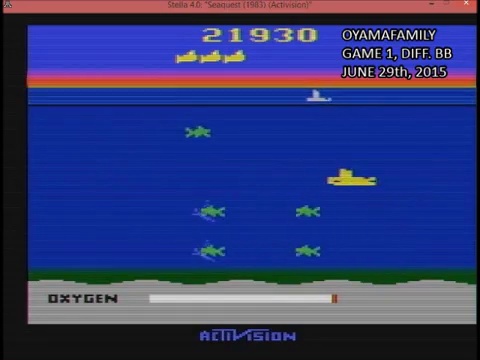 Stella 4.0: "Seaquest (1983) (Activision)"
21930
OYAMAFAMILY
GAME 1, DIFF. BB
JUNE 29th, 2015
OXYGEN
ACTIVISION